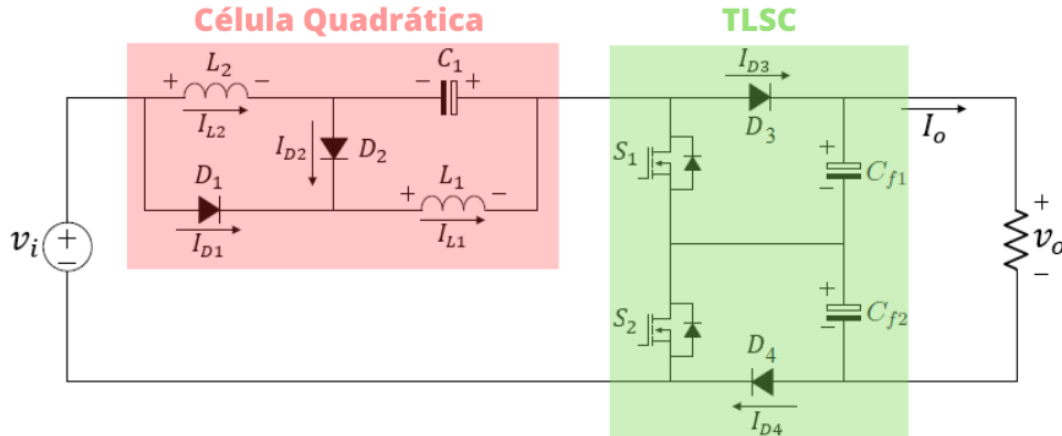 Célula Quadrática
TLSC
+ L2 −
− C1 +
ID3
IL2
ID2
D2
D3
Io
S1
+
−
Cf1
D1
+ L1 −
ID1
IL1
vi
+
−
+
vo
−
S2
+
−
Cf2
D4
ID4